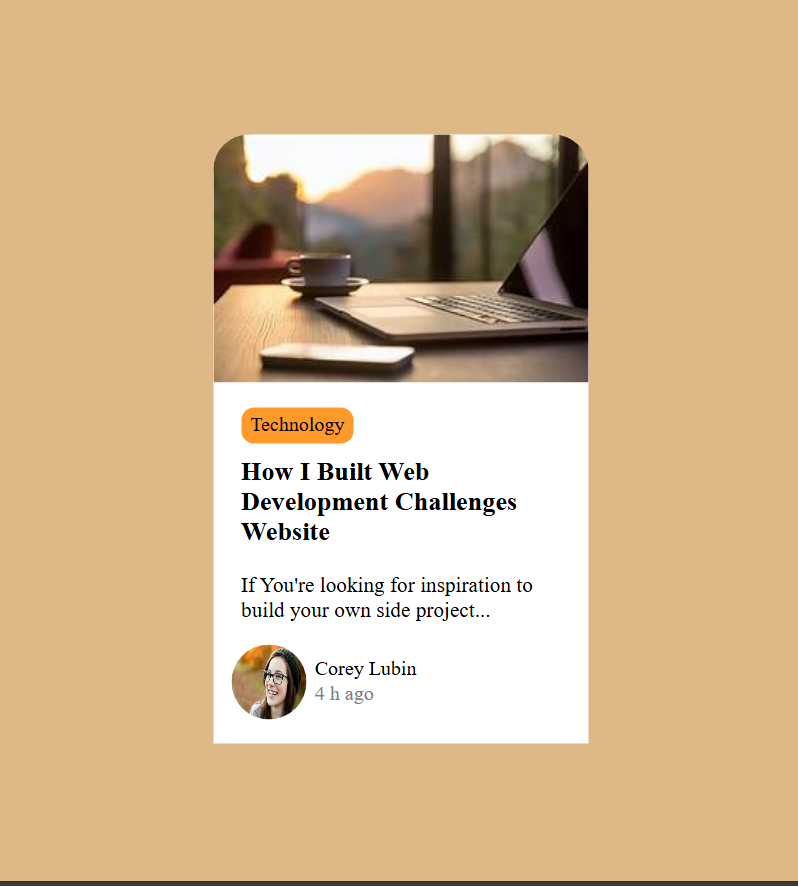 Technology
How I Built Web
Development Challenges
Website
If You're looking for inspiration to
build your own side project...
Corey Lubin
4 h ago